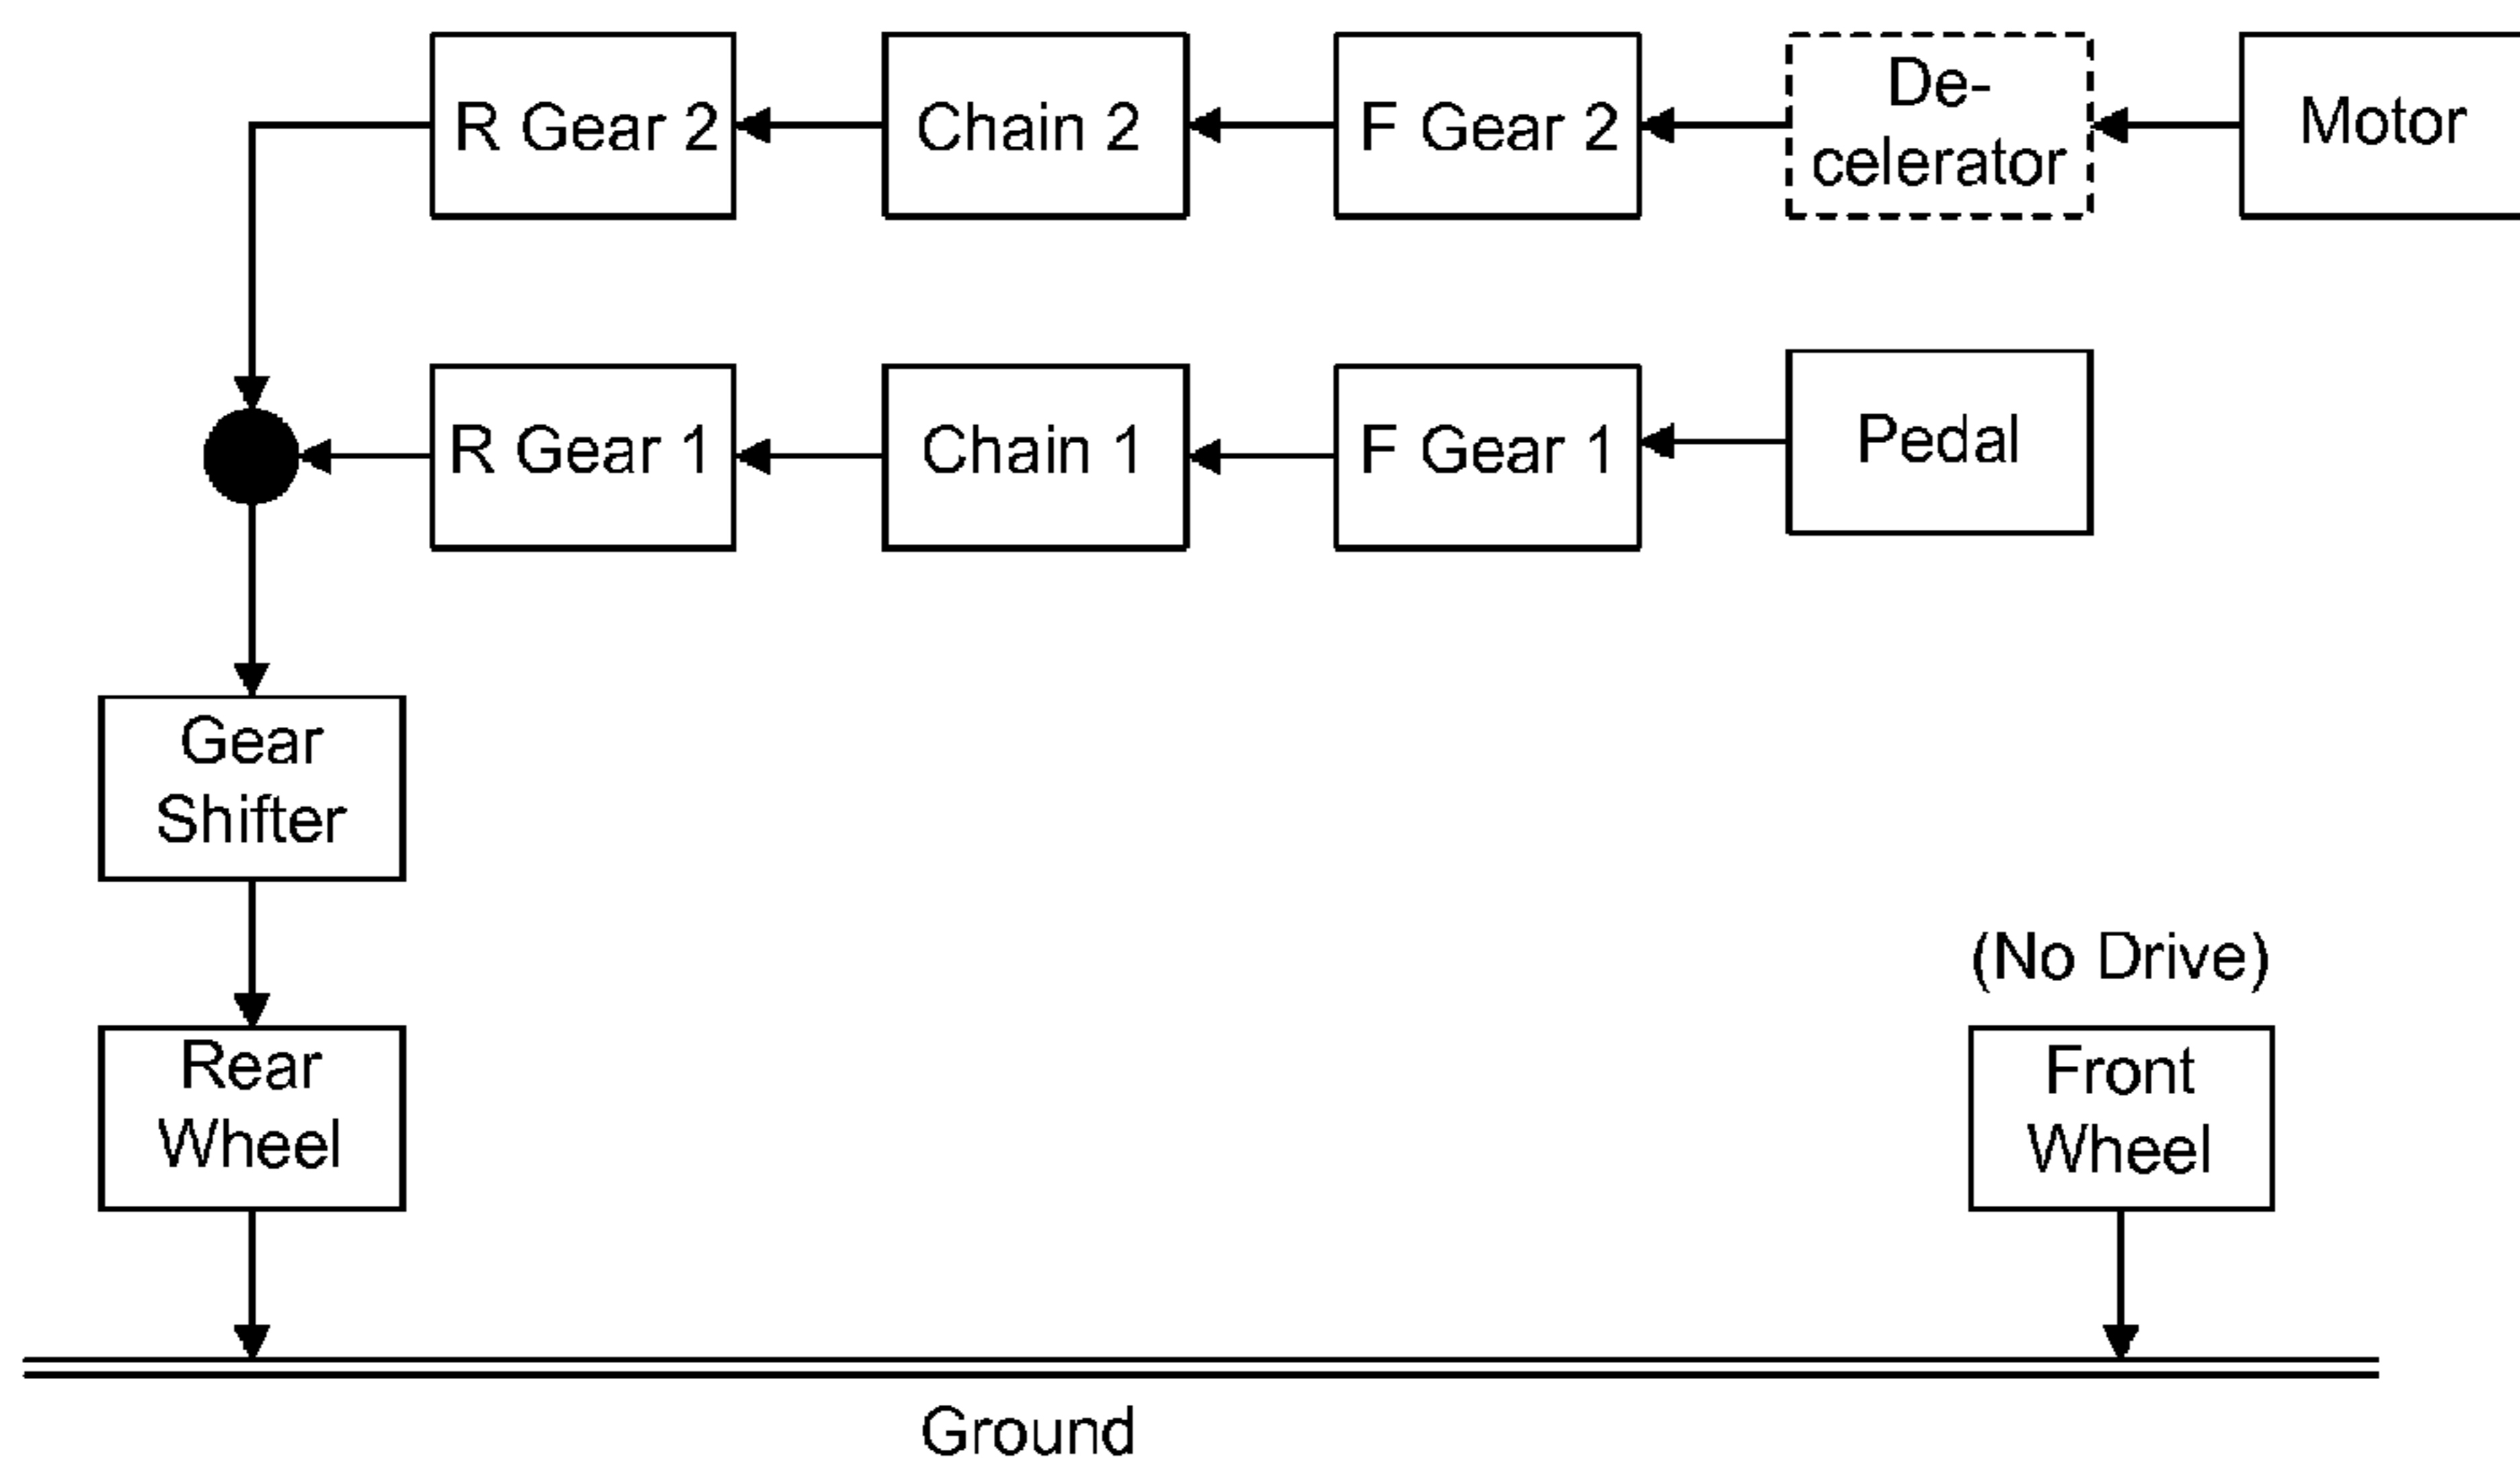 R Gear 2
Chain 2
F Gear 2
De-
celerator
Motor
R Gear 1
Chain 1
F Gear 1
Pedal
Gear
Shifter
(No Drive)
Rear
Wheel
Front
Wheel
Ground